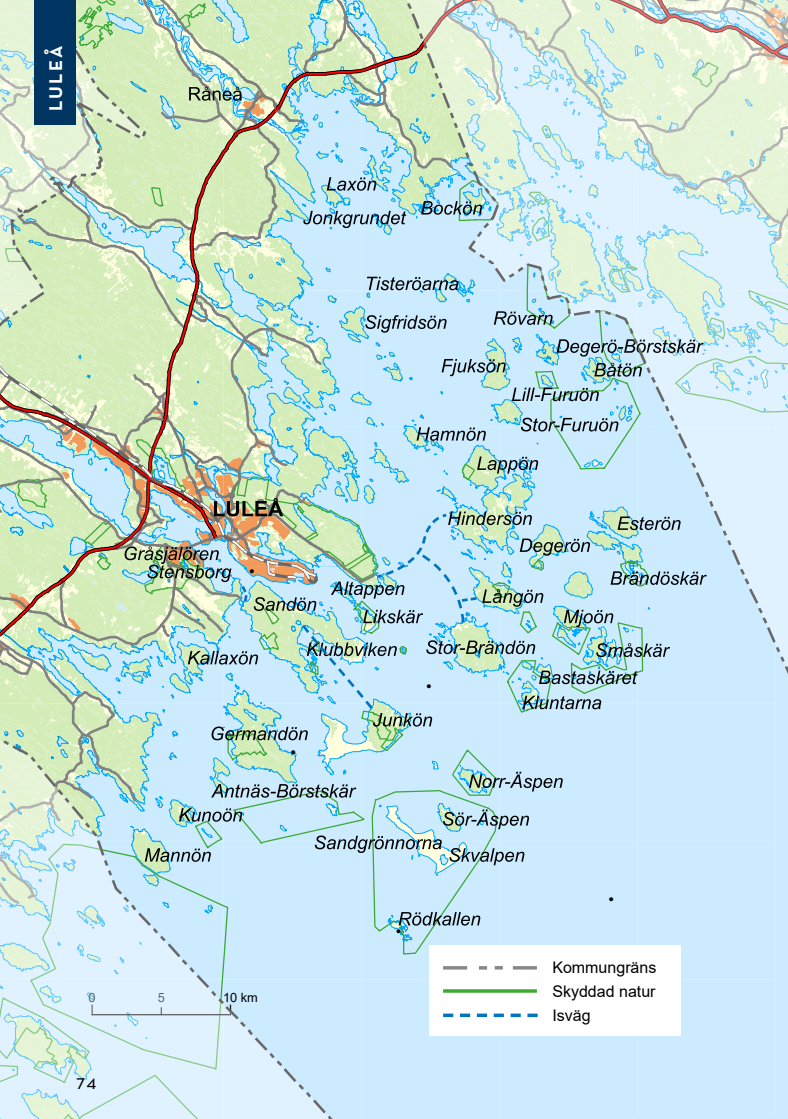 LULEÅ
Råneå
Laxön
Bockön
Jonkgrundet
Tisteröarna
Rövarn
Sigfridsön
Degerö-Börstskär
Fjuksön
Båtön
Lill-Furuön
Stor-Furuön
Hamnön
Lappön
LULEÅ
Hindersön
Esterön
Degerön
Gråsjälören
Stensborg
Brändöskär
Altappen
Långön
Sandön
Likskär
Mjoön
Klubbviken
Stor-Brändön
Småskär
Kallaxön
Bastaskäret
Kluntarna
Junkön
Germandön
Norr-Äspen
Antnäs-Börstskär
Kunoön
Sör-Äspen
Sandgrönnorna
Mannön
Skvalpen
Rödkallen
Kommungräns
Skyddad natur
Isväg
0 5 10 km
74